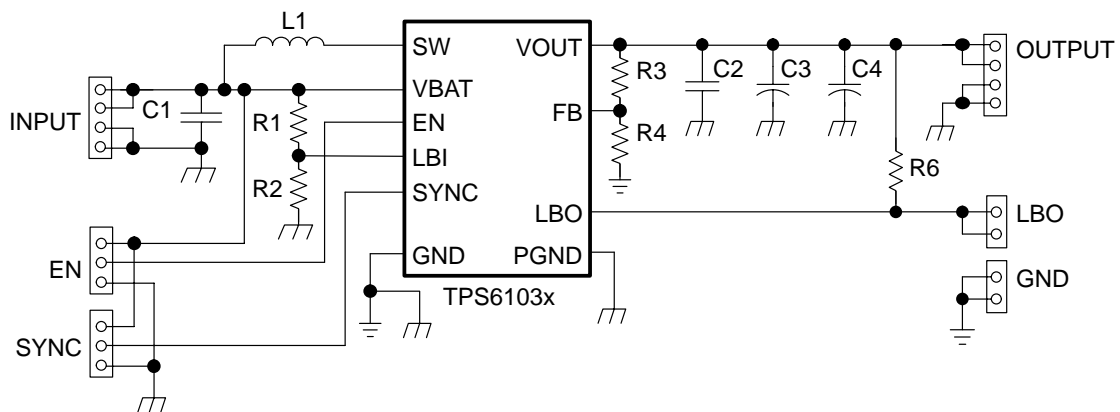 L1
SW
VOUT
OUTPUT
R3
C2
C3
C4
INPUT
C1
VBAT
R1
EN
FB
R4
LBI
R2
SYNC
R6
LBO
LBO
EN
GND
PGND
GND
TPS6103x
SYNC